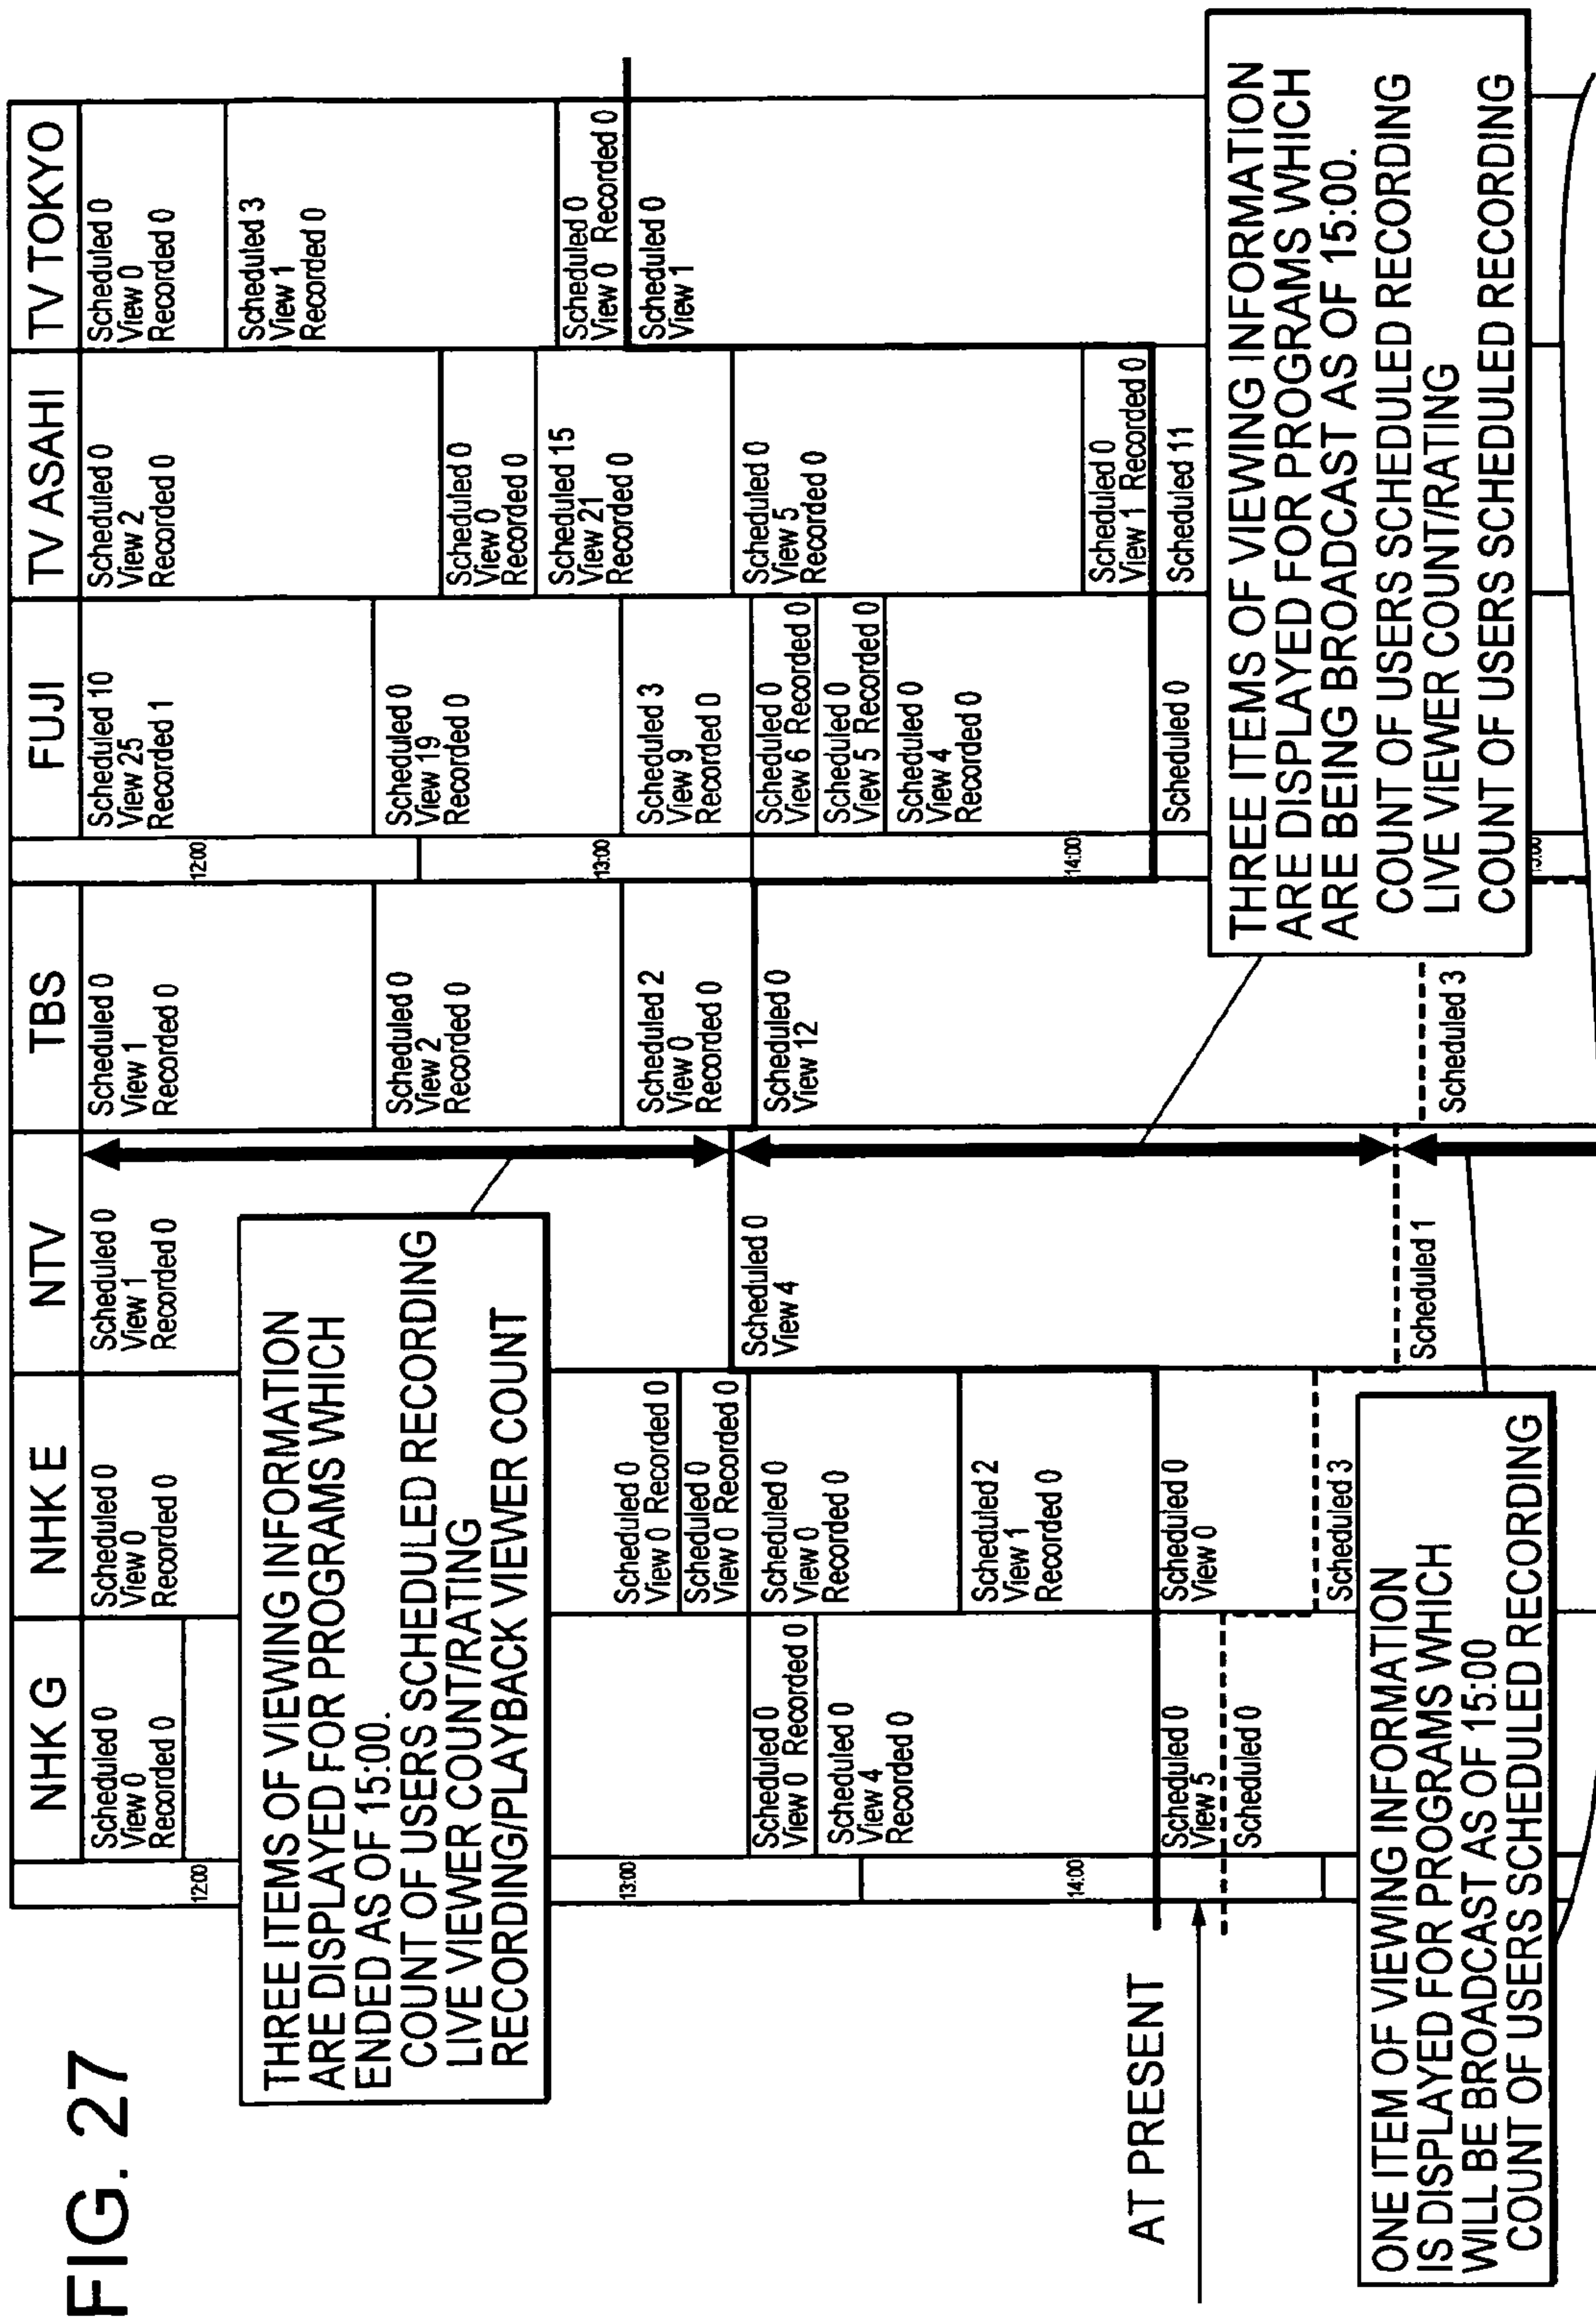 FIG. 27
NHK G
NHK E
NTV
TBS
FUJI
TV ASAHI
TV TOKYO
12:00
13:00
14:00
Scheduled 0
View 0
Recorded 0
Scheduled 0
View 0 Recorded 0
Scheduled 0
View 4
Recorded 0
Scheduled 0
View 5
Scheduled 0
Scheduled 0
View 0
Recorded 0
Scheduled 0
View 0 Recorded 0
Scheduled 0
View 0 Recorded 0
Scheduled 0
View 0
Recorded 0
Scheduled 2
View 1
Recorded 0
Scheduled 0
View 0
Scheduled 3
Scheduled 0
View 1
Recorded 0
Scheduled 0
View 4
Scheduled 1
Scheduled 0
View 1
Recorded 0
Scheduled 0
View 2
Recorded 0
Scheduled 2
View 0
Recorded 0
Scheduled 0
View 12
Scheduled 3
12:00
13:00
14:00
Scheduled 10
View 25
Recorded 1
Scheduled 0
View 19
Recorded 0
Scheduled 3
View 9
Recorded 0
Scheduled 0
View 6 Recorded 0
Scheduled 0
View 5 Recorded 0
Scheduled 0
View 4
Recorded 0
Scheduled 0
Scheduled 0
View 2
Recorded 0
Scheduled 0
View 0
Recorded 0
Scheduled 15
View 21
Recorded 0
Scheduled 0
View 5
Recorded 0
Scheduled 0
View 1 Recorded 0
Scheduled 11
Scheduled 0
View 0
Recorded 0
Scheduled 3
View 1
Recorded 0
Scheduled 0
View 0 Recorded 0
Scheduled 0
View 1
THREE ITEMS OF VIEWING INFORMATION
ARE DISPLAYED FOR PROGRAMS WHICH
ENDED AS OF 15:00.
COUNT OF USERS SCHEDULED RECORDING
LIVE VIEWER COUNT/RATING
RECORDING/PLAYBACK VIEWER COUNT
AT PRESENT
THREE ITEMS OF VIEWING INFORMATION
ARE DISPLAYED FOR PROGRAMS WHICH
ARE BEING BROADCAST AS OF 15:00.
COUNT OF USERS SCHEDULED RECORDING
LIVE VIEWER COUNT/RATING
COUNT OF USERS SCHEDULED RECORDING
ONE ITEM OF VIEWING INFORMATION
IS DISPLAYED FOR PROGRAMS WHICH
WILL BE BROADCAST AS OF 15:00
COUNT OF USERS SCHEDULED RECORDING